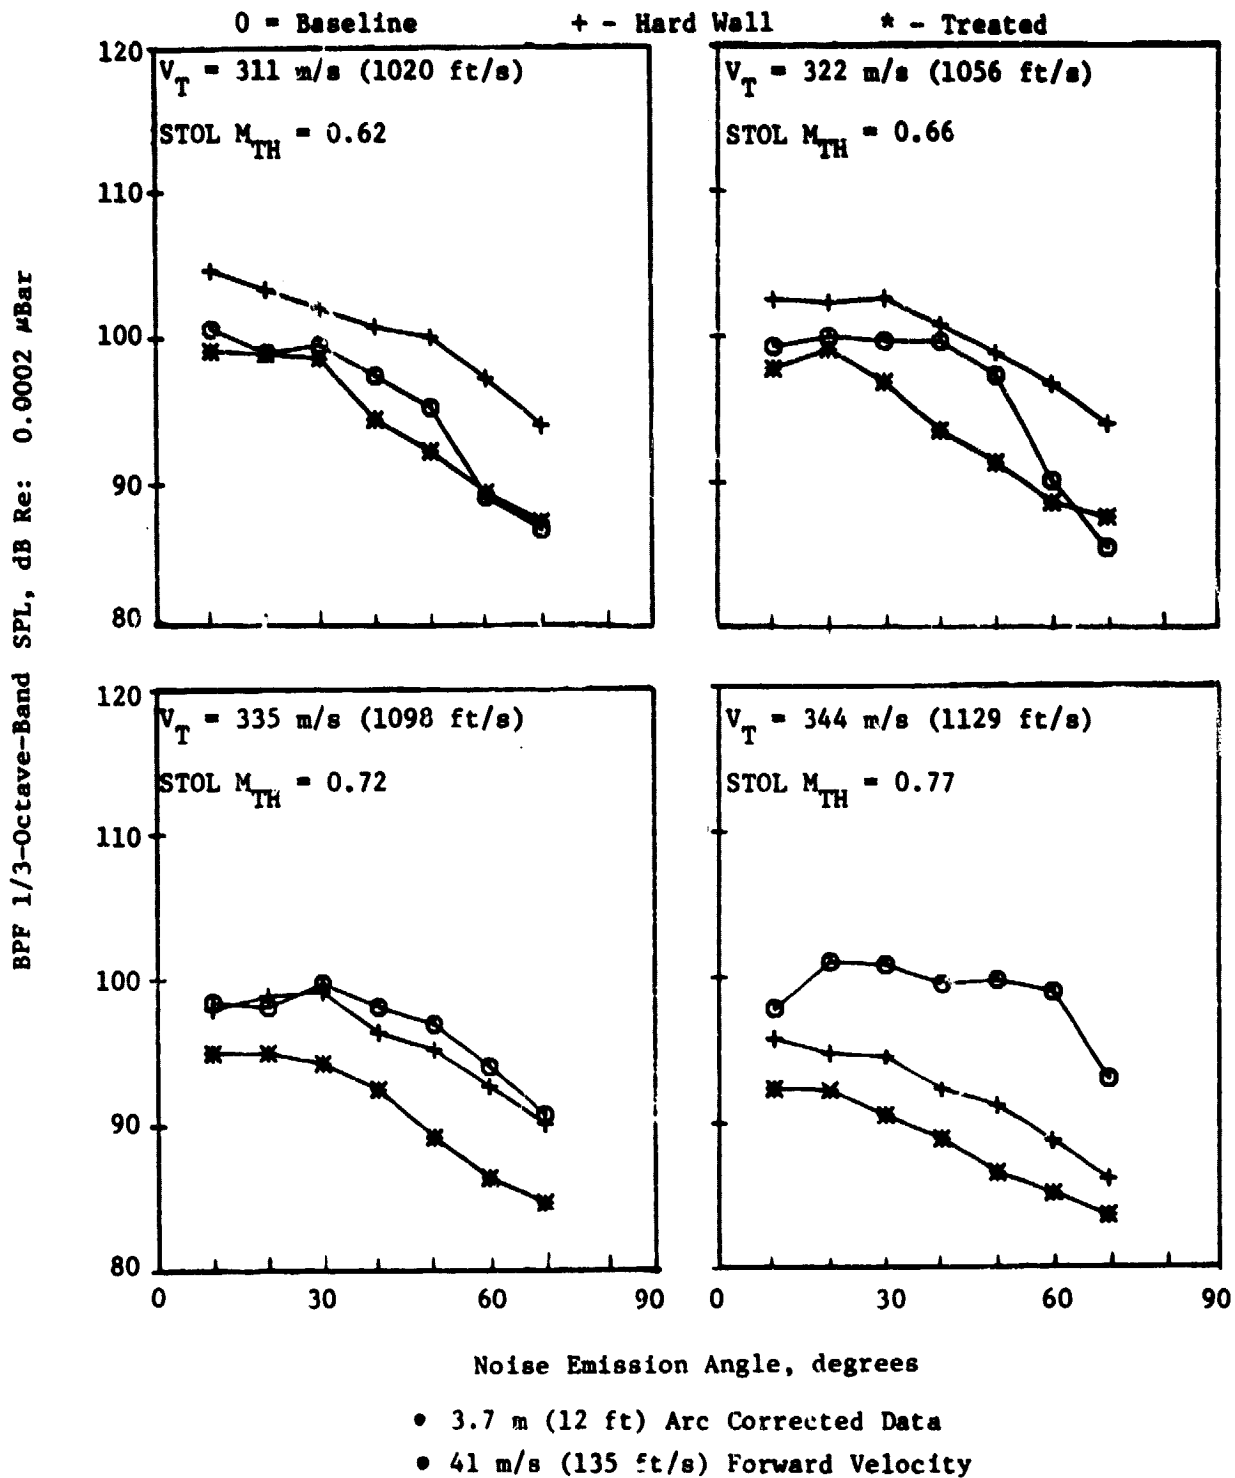 0 = Baseline + - Hard Wall * - Treated
120
V_T = 311 m/s (1020 ft/s)
STOL M_TH = 0.62
110
100
90
80
V_T = 322 m/s (1056 ft/s)
STOL M_TH = 0.66
BPF 1/3-Octave-Band SPL, dB Re: 0.0002 μBar
120
V_T = 335 m/s (1098 ft/s)
STOL M_TH = 0.72
110
100
90
80
0 30 60 90
V_T = 344 m/s (1129 ft/s)
STOL M_TH = 0.77
0 30 60 90
Noise Emission Angle, degrees
• 3.7 m (12 ft) Arc Corrected Data
• 41 m/s (135 ft/s) Forward Velocity